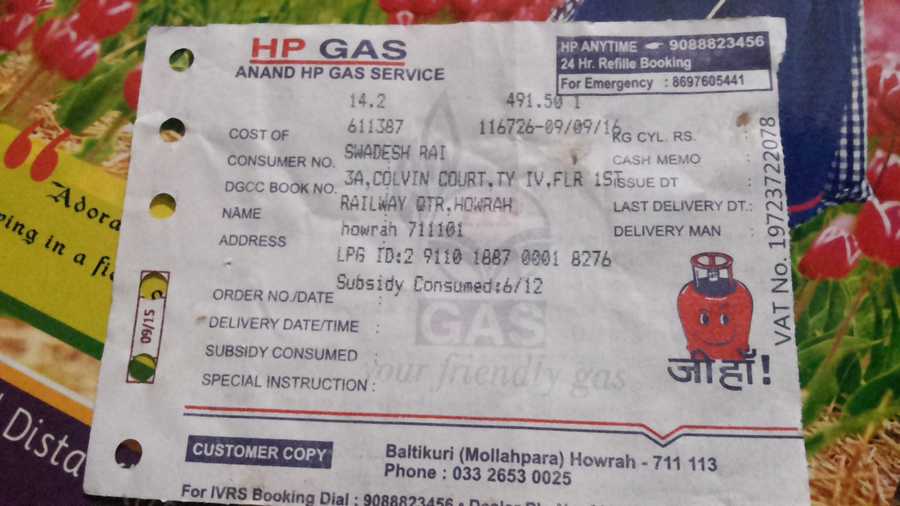 HP GAS
ANAND HP GAS SERVICE
HP ANYTIME 9088823456
24 Hr. Refille Booking
For Emergency : 8697605441
14.2 491.50 1
COST OF 611387 116726-09/09/16 KG CYL. RS. :
CONSUMER NO. SWADESH RAI CASH MEMO :
DGCC BOOK NO. 3A,COLVIN COURT,TY IV,FLR 1ST ISSUE DT :
NAME RAILWAY QTR,HOWRAH LAST DELIVERY DT.:
ADDRESS howrah 711101 DELIVERY MAN :
LPG ID:2 9110 1887 0001 8276
ORDER NO./DATE : Subsidy Consumed:6/12
DELIVERY DATE/TIME :
SUBSIDY CONSUMED :
SPECIAL INSTRUCTION :
GAS
your friendly gas
जी हाँ!
VAT No. 19723722078
09/15
CUSTOMER COPY
Baltikuri (Mollahpara) Howrah - 711 113
Phone : 033 2653 0025
For IVRS Booking Dial : 9088823456 •
Adora
ping in a
Dista